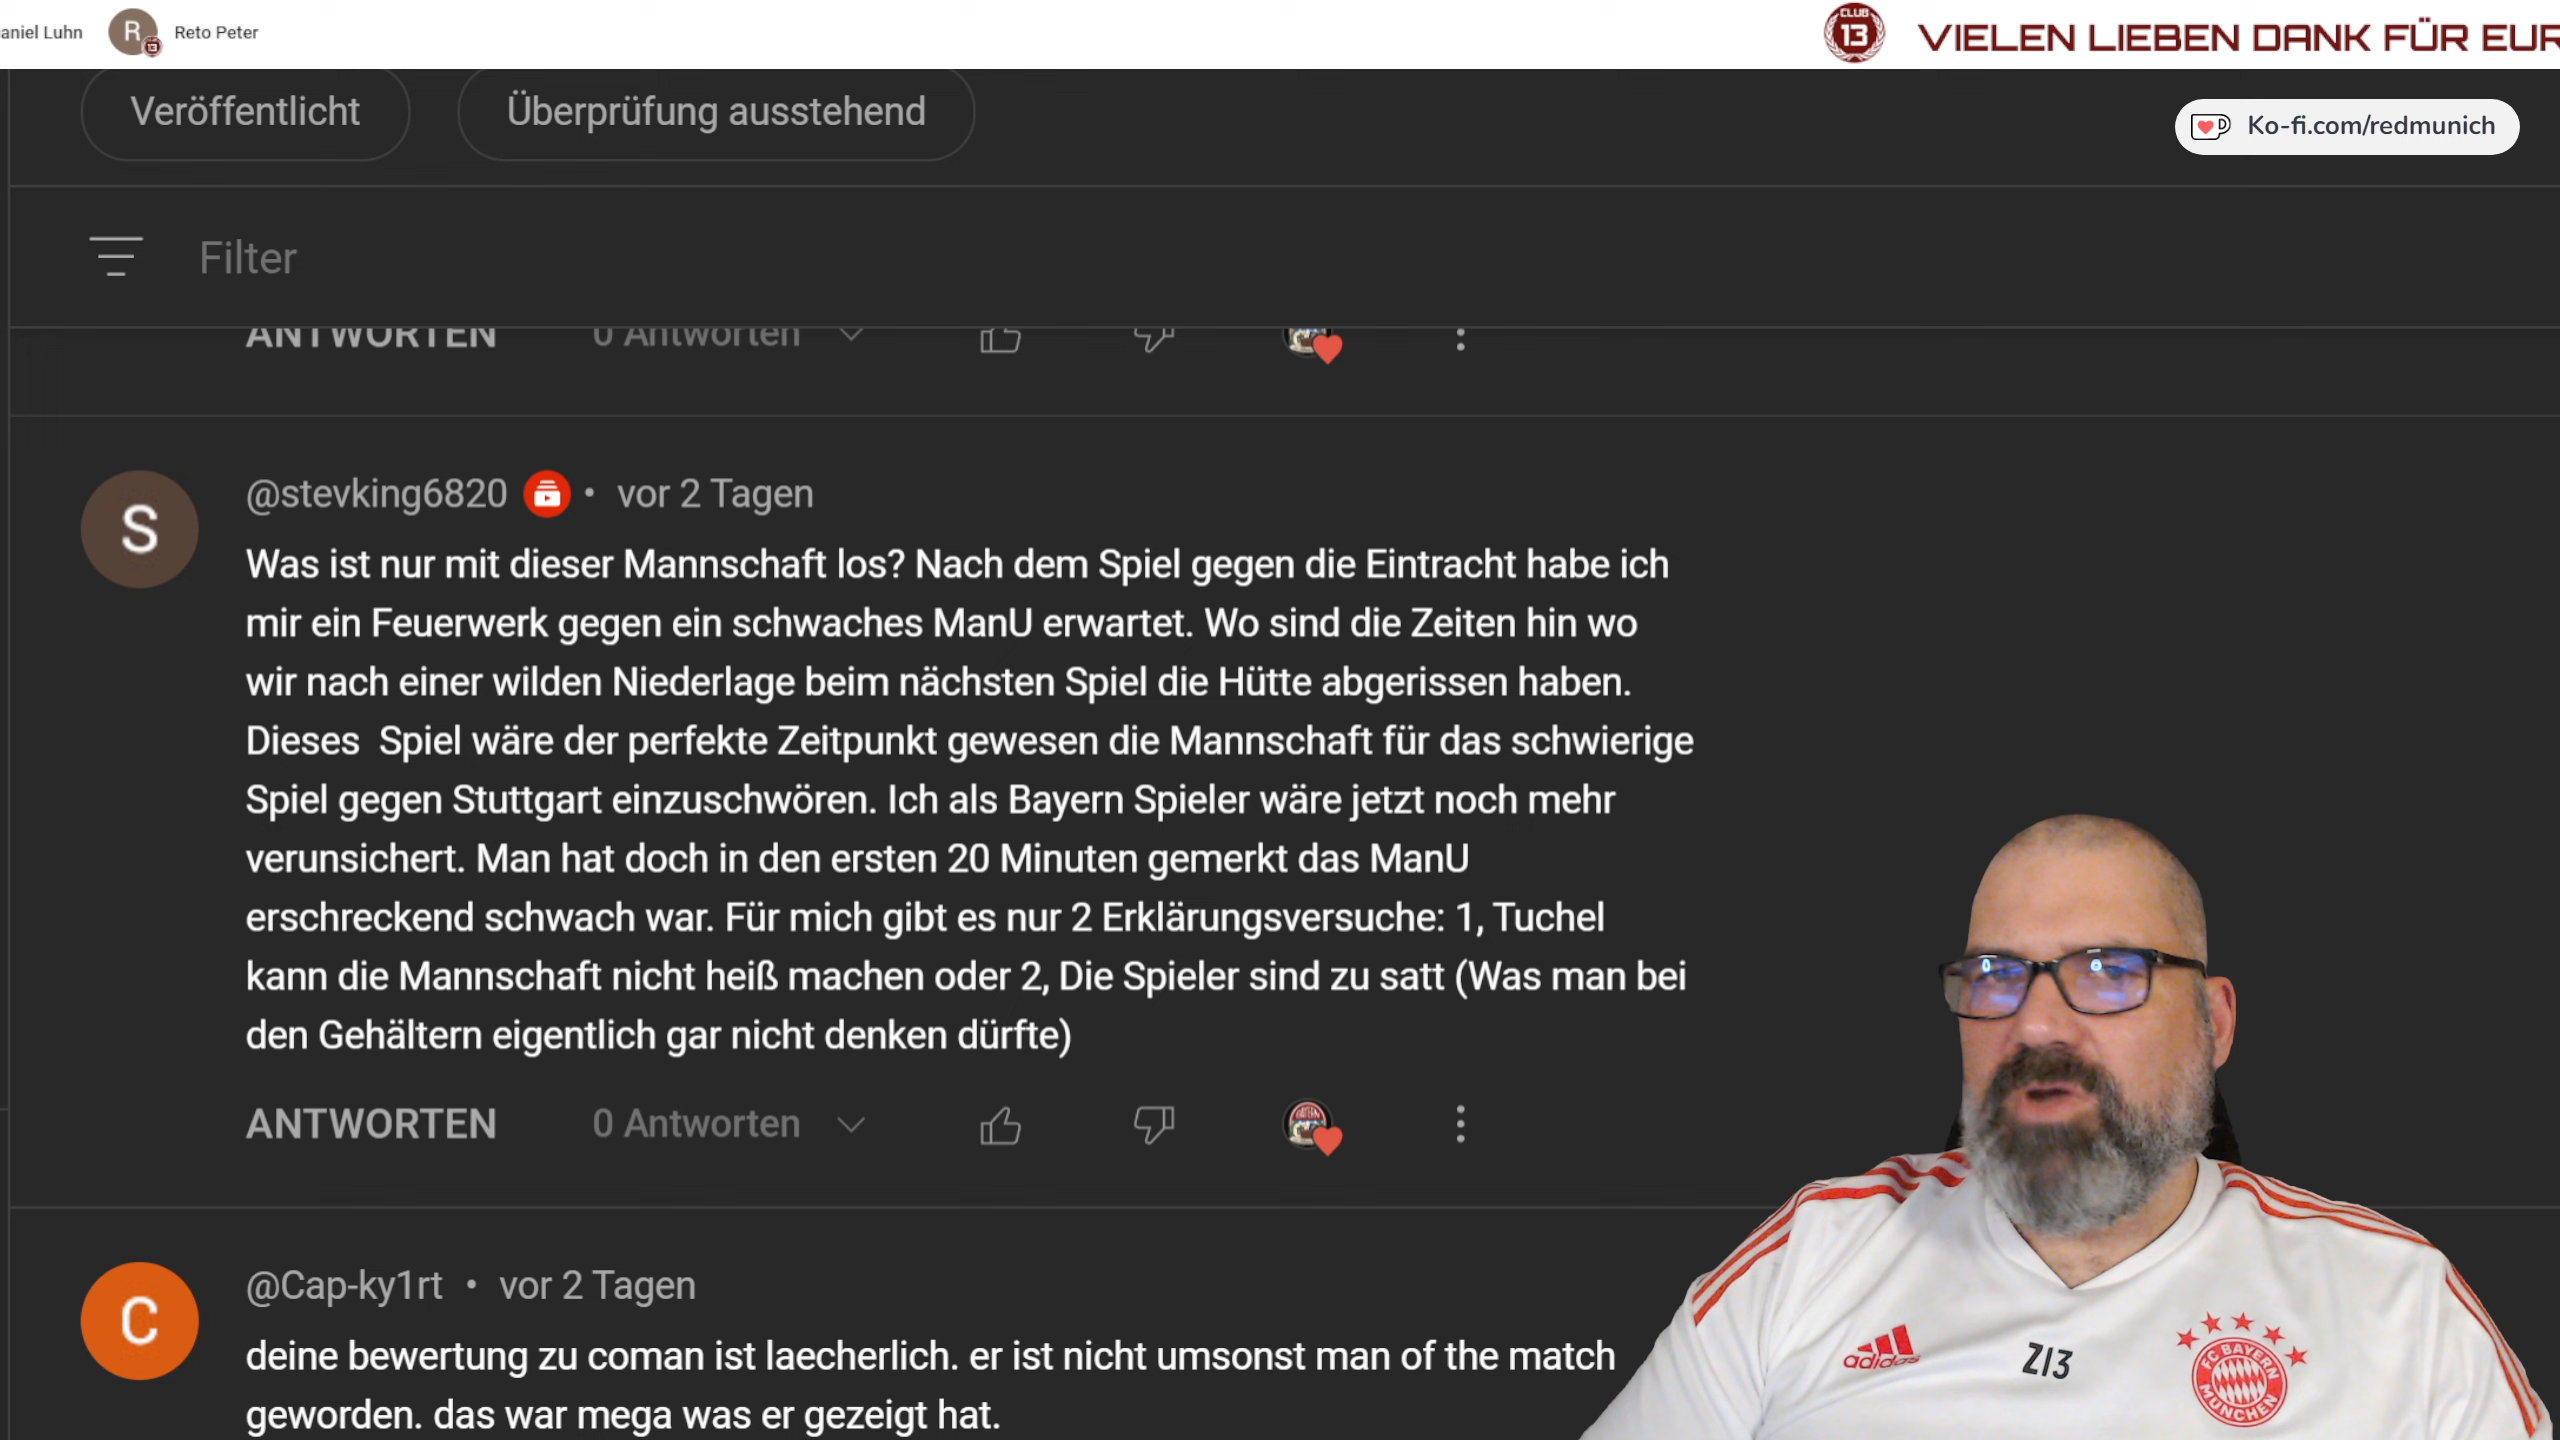 aniel Luhn
R
13
Reto Peter
CLUB
13
VIELEN LIEBEN DANK FÜR EUR
Veröffentlicht
Überprüfung ausstehend
Ko-fi.com/redmunich
Filter
ANTWORTEN
0 Antworten
@stevking6820 • vor 2 Tagen
S
Was ist nur mit dieser Mannschaft los? Nach dem Spiel gegen die Eintracht habe ich
mir ein Feuerwerk gegen ein schwaches ManU erwartet. Wo sind die Zeiten hin wo
wir nach einer wilden Niederlage beim nächsten Spiel die Hütte abgerissen haben.
Dieses  Spiel wäre der perfekte Zeitpunkt gewesen die Mannschaft für das schwierige
Spiel gegen Stuttgart einzuschwören. Ich als Bayern Spieler wäre jetzt noch mehr
verunsichert. Man hat doch in den ersten 20 Minuten gemerkt das ManU
erschreckend schwach war. Für mich gibt es nur 2 Erklärungsversuche: 1, Tuchel
kann die Mannschaft nicht heiß machen oder 2, Die Spieler sind zu satt (Was man bei
den Gehältern eigentlich gar nicht denken dürfte)
ANTWORTEN
0 Antworten
@Cap-ky1rt • vor 2 Tagen
C
deine bewertung zu coman ist laecherlich. er ist nicht umsonst man of the match
geworden. das war mega was er gezeigt hat.
adidas
Z13
FC BAYERN
MÜNCHEN